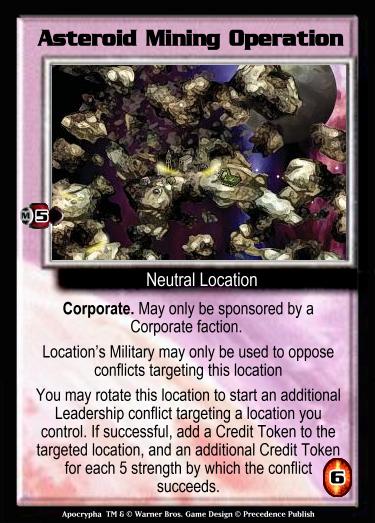 Asteroid Mining Operation
M 5
Neutral Location
Corporate. May only be sponsored by a
Corporate faction.
Location's Military may only be used to oppose
conflicts targeting this location
You may rotate this location to start an additional
Leadership conflict targeting a location you
control. If successful, add a Credit Token to the
targeted location, and an additional Credit Token
for each 5 strength by which the conflict
succeeds.
6
Apocrypha TM & © Warner Bros. Game Design © Precedence Publish